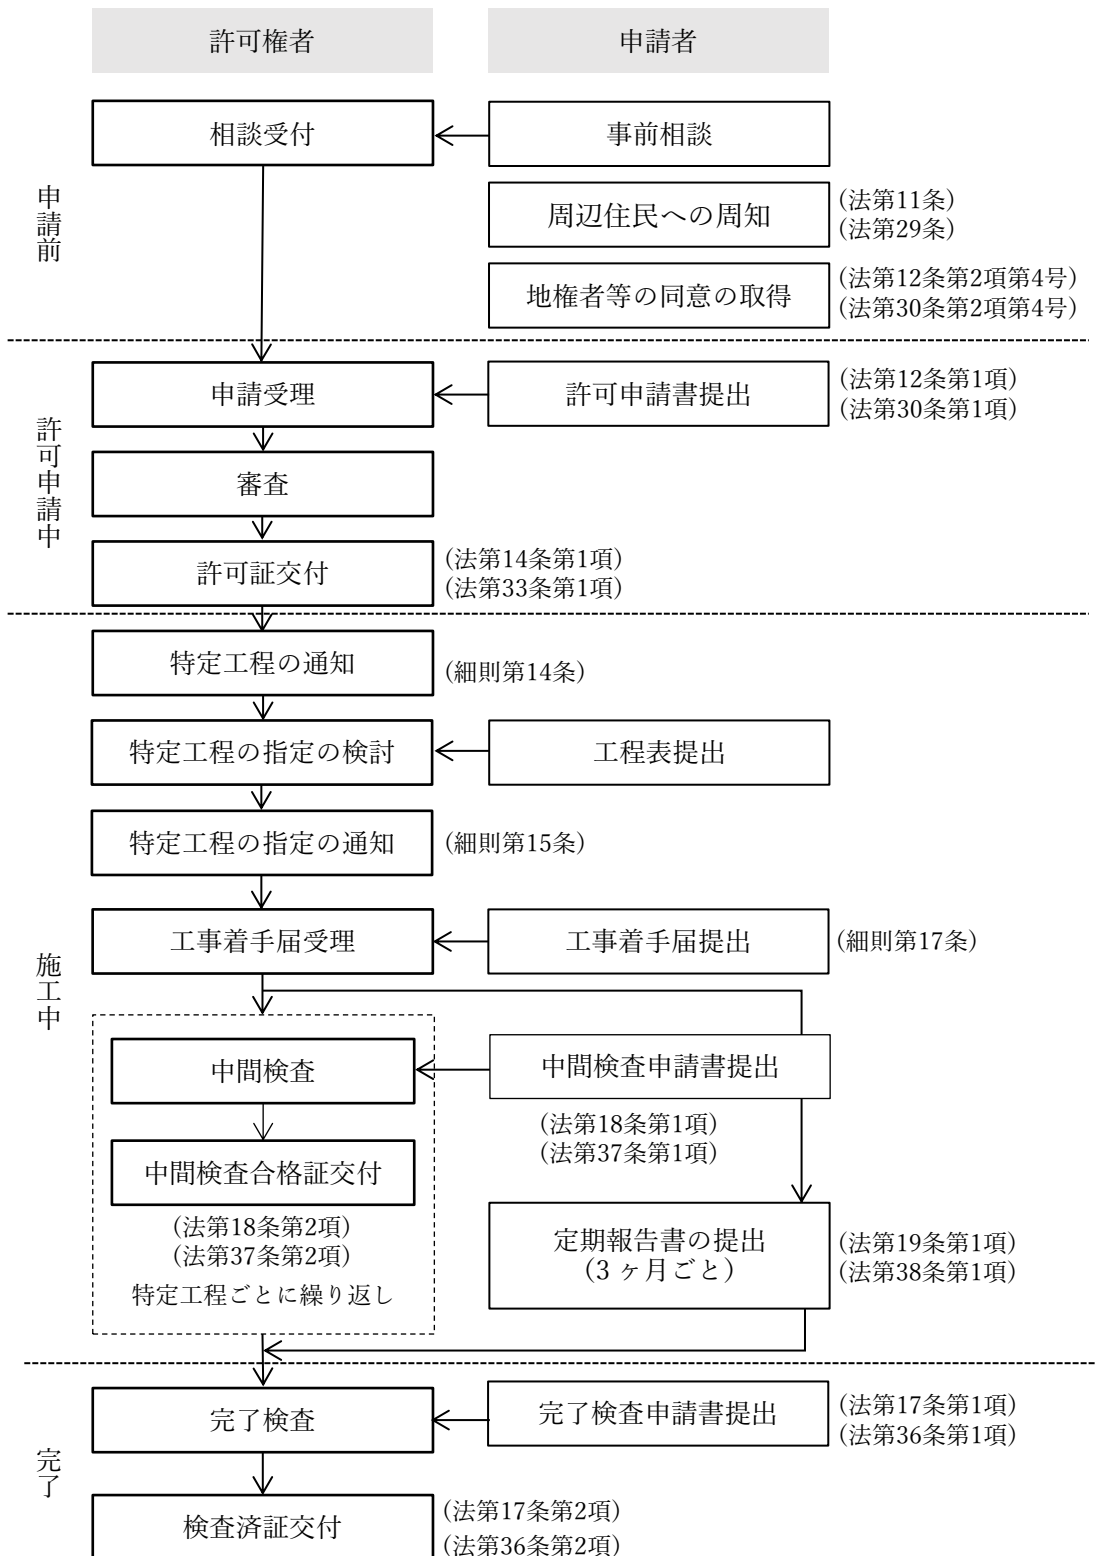 許可権者
申請者
申請前
相談受付
事前相談
周辺住民への周知
(法第11条)
(法第29条)
地権者等の同意の取得
(法第12条第2項第4号)
(法第30条第2項第4号)
許可申請中
申請受理
許可申請書提出
(法第12条第1項)
(法第30条第1項)
審査
許可証交付
(法第14条第1項)
(法第33条第1項)
施工中
特定工程の通知
(細則第14条)
特定工程の指定の検討
工程表提出
特定工程の指定の通知
(細則第15条)
工事着手届受理
工事着手届提出
(細則第17条)
中間検査
中間検査申請書提出
(法第18条第1項)
(法第37条第1項)
中間検査合格証交付
(法第18条第2項)
(法第37条第2項)
特定工程ごとに繰り返し
定期報告書の提出
(3ヶ月ごと)
(法第19条第1項)
(法第38条第1項)
完了
完了検査
完了検査申請書提出
(法第17条第1項)
(法第36条第1項)
検査済証交付
(法第17条第2項)
(法第36条第2項)